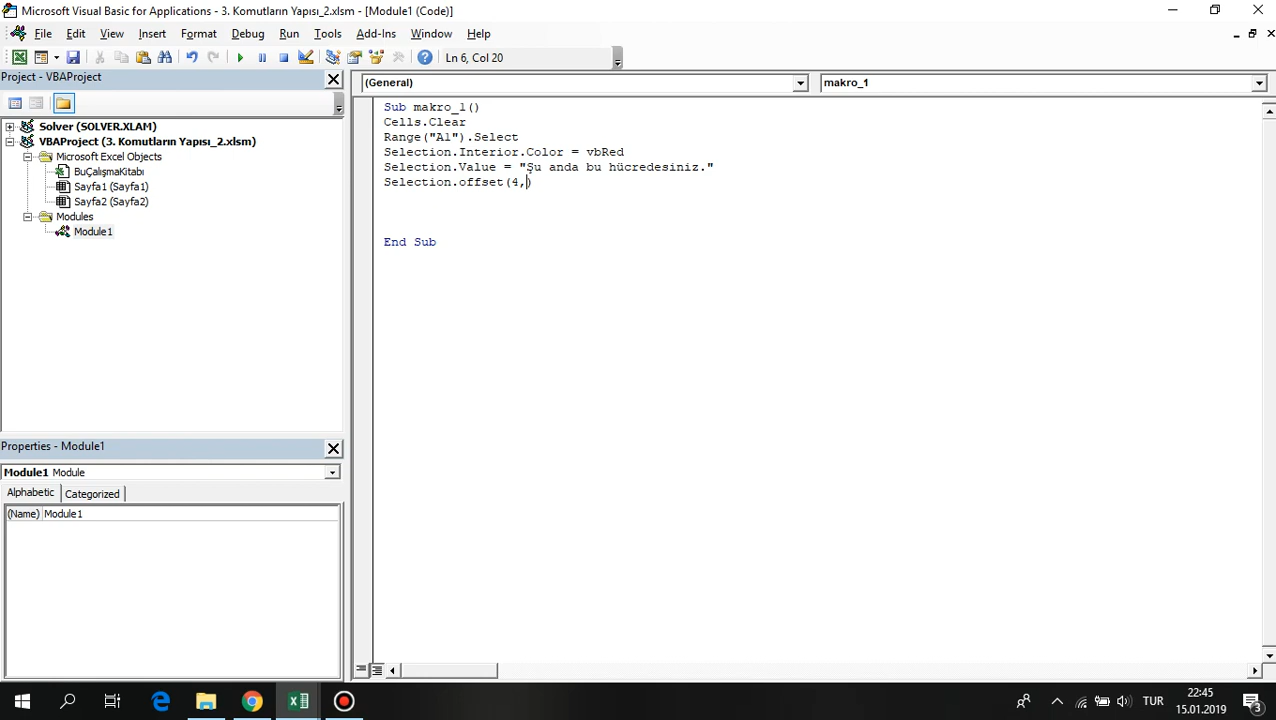 Microsoft Visual Basic for Applications - 3. Komutların Yapısı_2.xlsm - [Module1 (Code)]
File Edit View Insert Format Debug Run Tools Add-Ins Window Help
Ln 6, Col 20
Project - VBAProject
(General)
makro_1
Solver (SOLVER.XLAM)
VBAProject (3. Komutların Yapısı_2.xlsm)
Microsoft Excel Objects
BuÇalışmaKitabı
Sayfa1 (Sayfa1)
Sayfa2 (Sayfa2)
Modules
Module1
Sub makro_1()
Cells.Clear
Range("A1").Select
Selection.Interior.Color = vbRed
Selection.Value = "Şu anda bu hücredesiniz."
Selection.offset(4,)
End Sub
Properties - Module1
Module1 Module
Alphabetic Categorized
(Name) Module1
TUR
22:45
15.01.2019
3